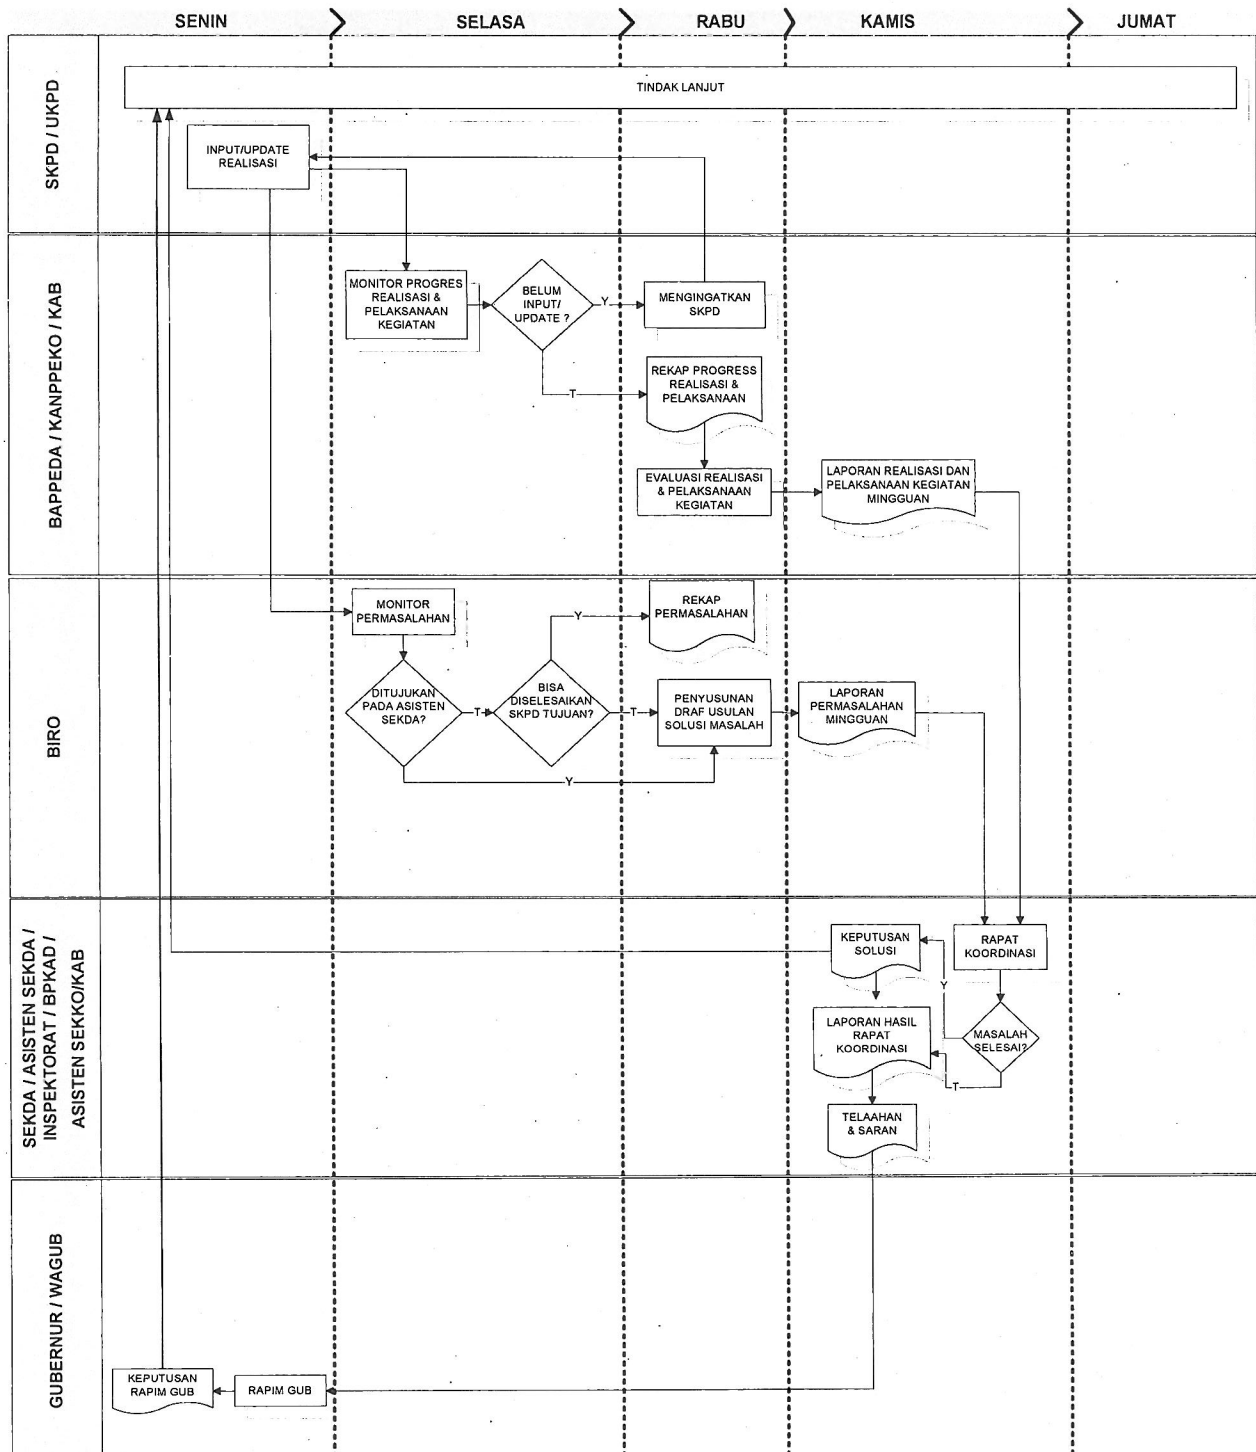 SENIN
SELASA
RABU
KAMIS
JUMAT
SKPD / UKPD
TINDAK LANJUT
INPUT/UPDATE
REALISASI
BAPPEDA / KANPPEKO / KAB
MONITOR PROGRES
REALISASI &
PELAKSANAAN
KEGIATAN
BELUM
INPUT/
UPDATE ?
Y
MENGINGATKAN
SKPD
T
REKAP PROGRESS
REALISASI &
PELAKSANAAN
EVALUASI REALISASI
& PELAKSANAAN
KEGIATAN
LAPORAN REALISASI DAN
PELAKSANAAN KEGIATAN
MINGGUAN
BIRO
MONITOR
PERMASALAHAN
Y
REKAP
PERMASALAHAN
DITUJUKAN
PADA ASISTEN
SEKDA?
T
BISA
DISELESAIKAN
SKPD TUJUAN?
T
PENYUSUNAN
DRAF USULAN
SOLUSI MASALAH
LAPORAN
PERMASALAHAN
MINGGUAN
Y
SEKDA / ASISTEN SEKDA /
INSPEKTORAT / BPKAD /
ASISTEN SEKKO/KAB
KEPUTUSAN
SOLUSI
RAPAT
KOORDINASI
Y
LAPORAN HASIL
RAPAT
KOORDINASI
MASALAH
SELESAI?
T
TELAAHAN
& SARAN
GUBERNUR / WAGUB
KEPUTUSAN
RAPIM GUB
RAPIM GUB